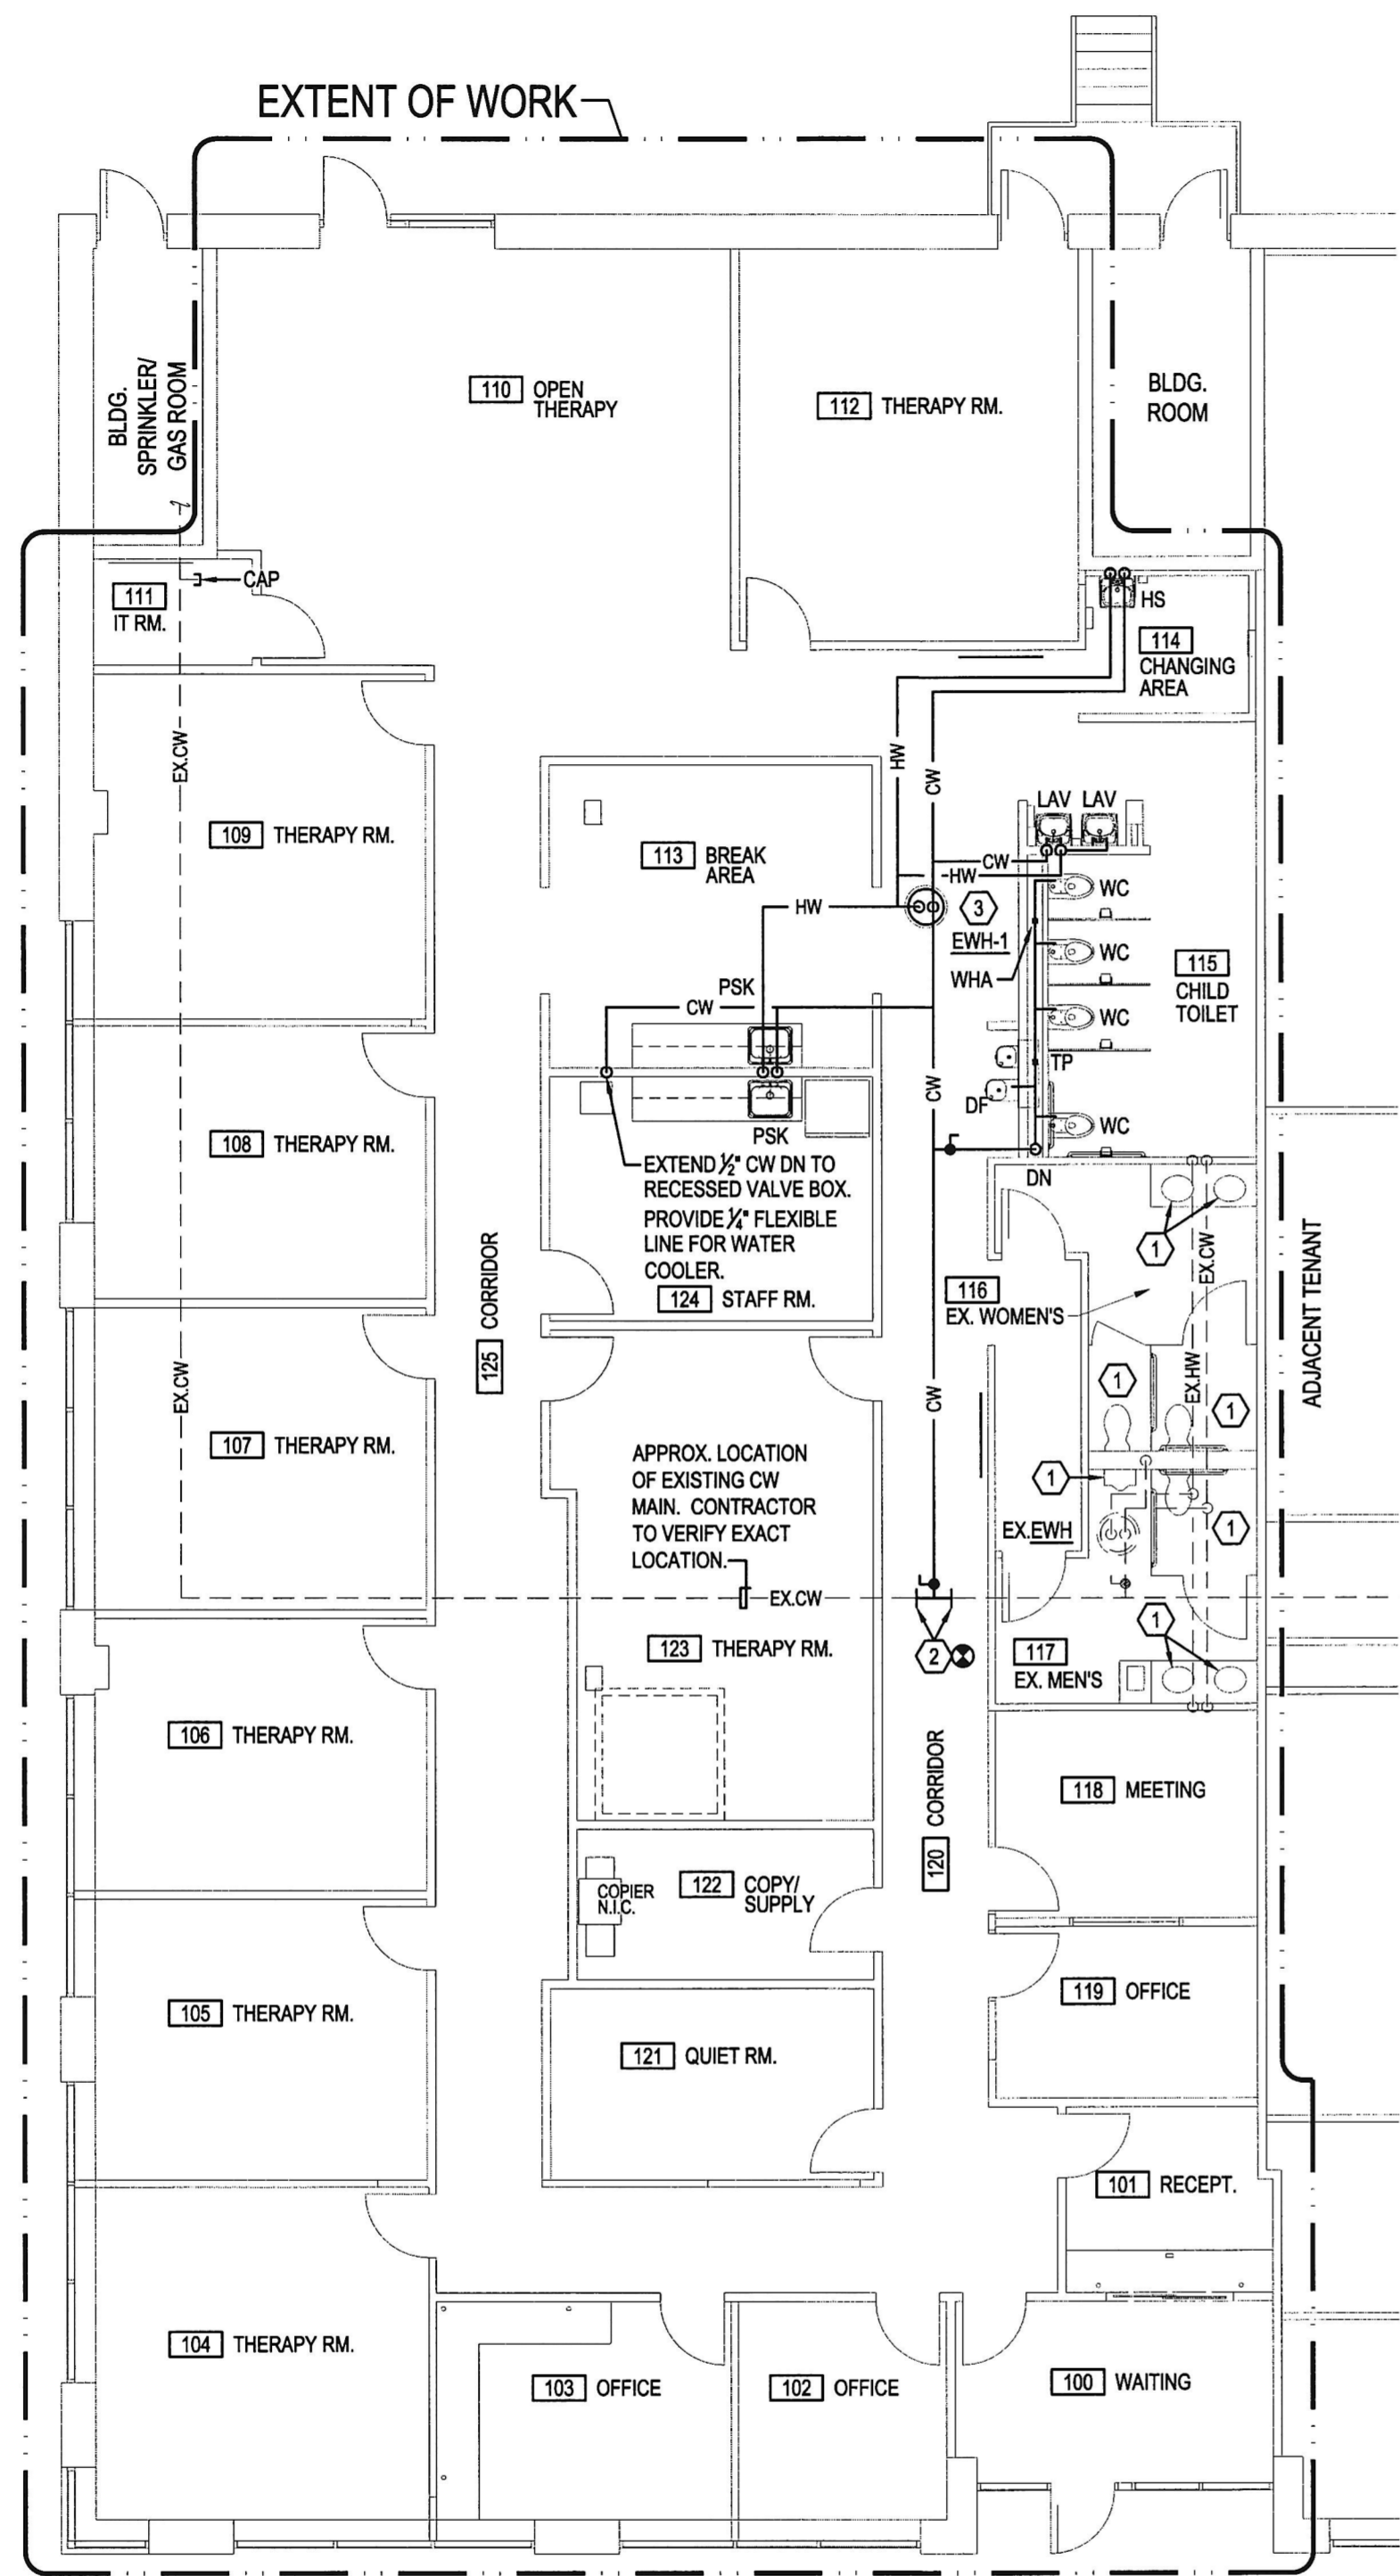 EXTENT OF WORK
BLDG.
SPRINKLER/
GAS ROOM
110 OPEN
THERAPY
112 THERAPY RM.
BLDG.
ROOM
CAP
111
IT RM.
HS
114
CHANGING
AREA
EX.CW
HW
CW
LAV LAV
109 THERAPY RM.
113 BREAK
AREA
CW
HW
WC
HW
3
EWH-1
WC
WHA
115
CHILD
TOILET
PSK
CW
WC
TP
CW
DF
108 THERAPY RM.
PSK
WC
EXTEND ½" CW DN TO
RECESSED VALVE BOX.
PROVIDE ¼" FLEXIBLE
LINE FOR WATER
COOLER.
DN
1
EX.CW
ADJACENT TENANT
125 CORRIDOR
124 STAFF RM.
116
EX. WOMEN'S
EX.CW
CW
EX.HW
1
1
107 THERAPY RM.
APPROX. LOCATION
OF EXISTING CW
MAIN. CONTRACTOR
TO VERIFY EXACT
LOCATION.
1
EX.EWH
1
EX.CW
1
123 THERAPY RM.
2
117
EX. MEN'S
106 THERAPY RM.
120 CORRIDOR
118 MEETING
COPIER
N.I.C.
122 COPY/
SUPPLY
105 THERAPY RM.
119 OFFICE
121 QUIET RM.
101 RECEPT.
104 THERAPY RM.
103 OFFICE
102 OFFICE
100 WAITING